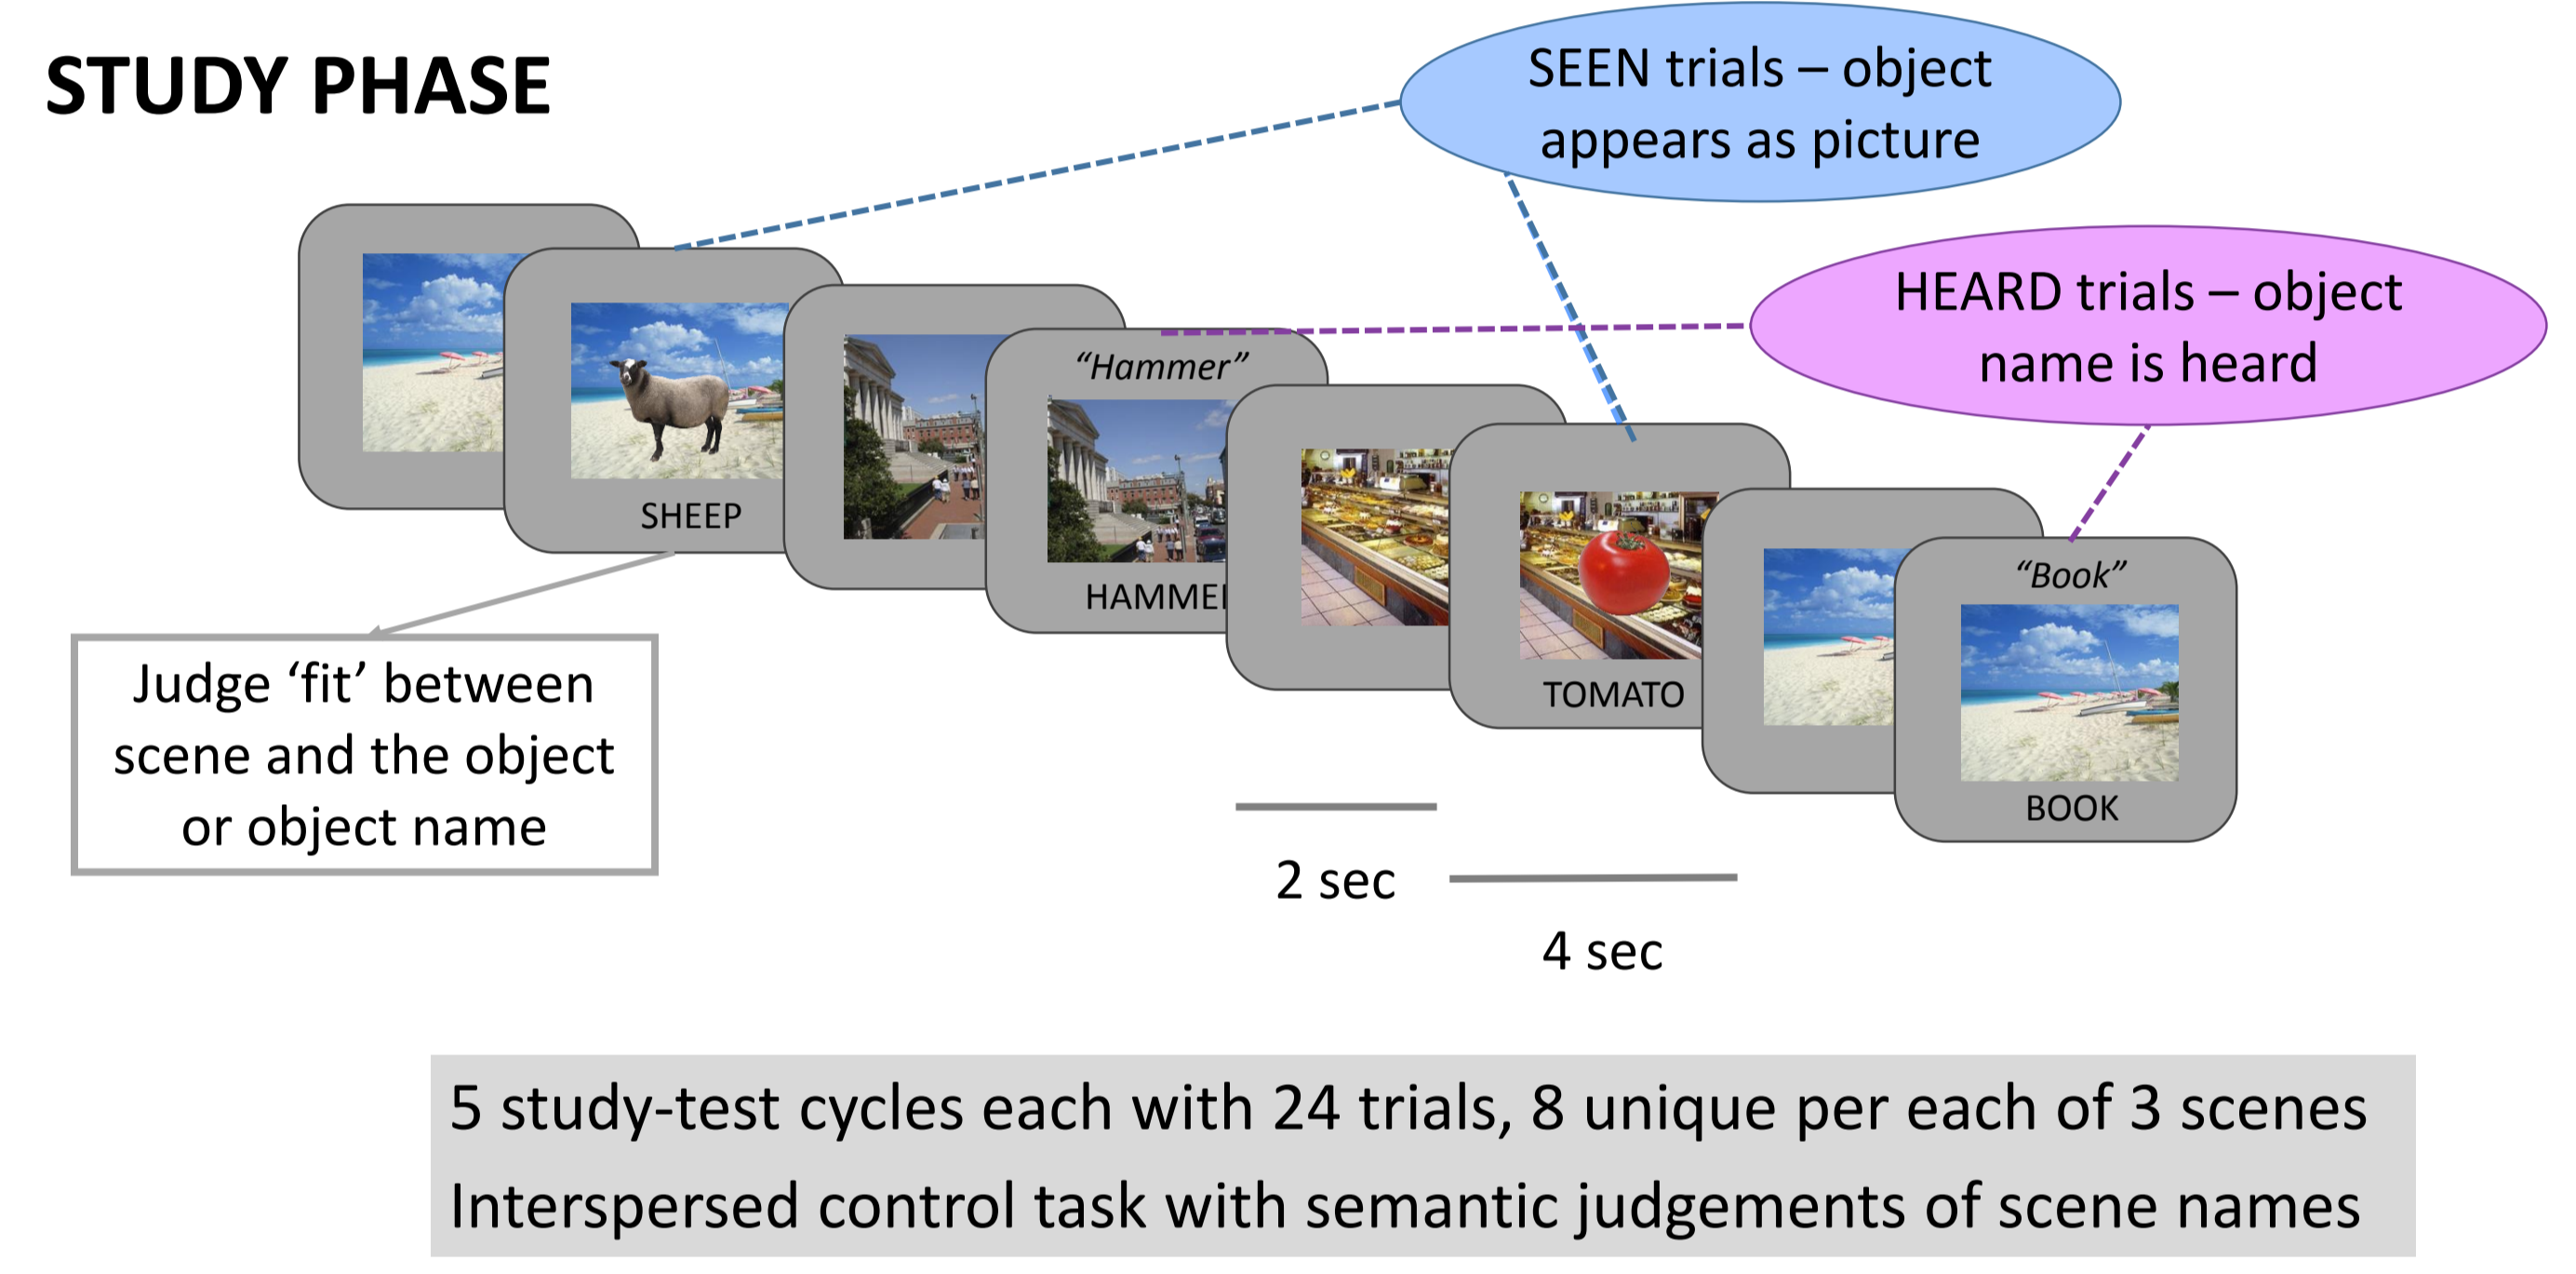 STUDY PHASE
SEEN trials – object
appears as picture
HEARD trials – object
name is heard
SHEEP
“Hammer”
HAMMER
TOMATO
“Book”
BOOK
Judge ‘fit’ between
scene and the object
or object name
2 sec
4 sec
5 study-test cycles each with 24 trials, 8 unique per each of 3 scenes
Interspersed control task with semantic judgements of scene names